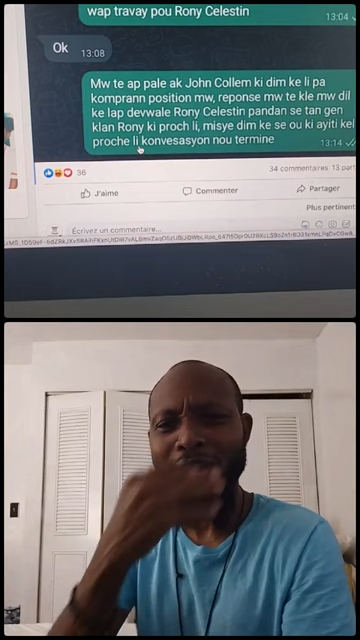 wap travay pou Rony Celestin
13:04
Ok
13:08
Mw te ap pale ak John Collem ki dim ke li pa
komprann position mw, reponse mw te kle mw dil
ke lap devwale Rony Celestin pandan se tan gen
klan Rony ki proch li, misye dim ke se ou ki ayiti kel
proche li konvesasyon nou termine
13:14
36
34 commentaires 13 part
J'aime
Commenter
Partager
Plus pertinent
Écrivez un commentaire...